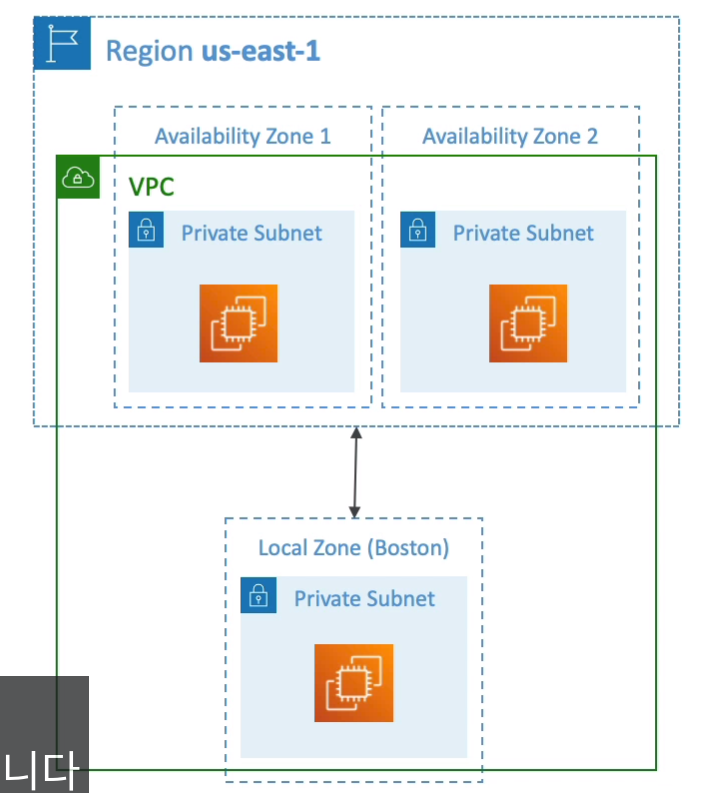 Region us-east-1
Availability Zone 1
Availability Zone 2
VPC
Private Subnet
Private Subnet
Local Zone (Boston)
Private Subnet
니다